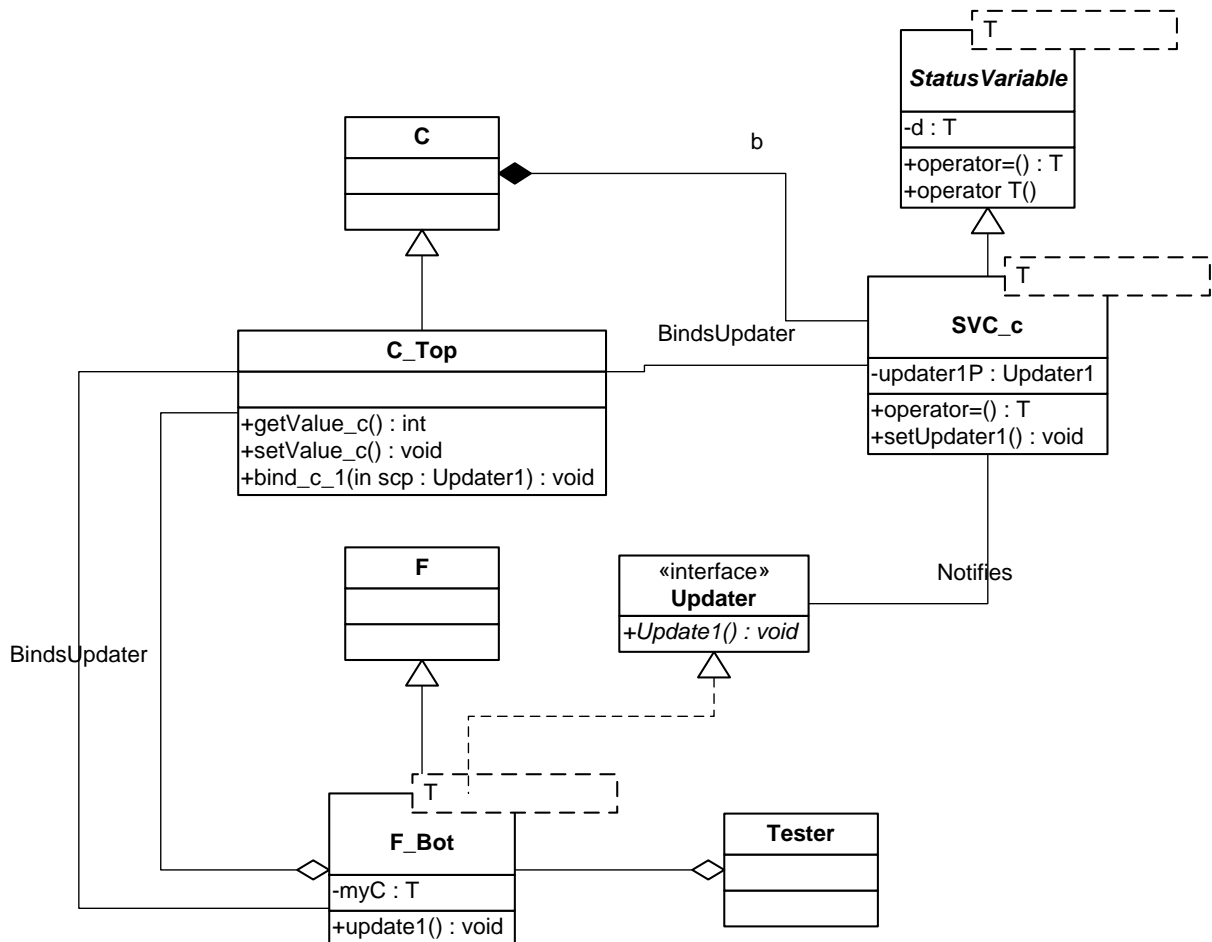 T
StatusVariable
-d : T
+operator=() : T
+operator T()
C
b
T
SVC_c
-updater1P : Updater1
+operator=() : T
+setUpdater1() : void
BindsUpdater
C_Top
+getValue_c() : int
+setValue_c() : void
+bind_c_1(in scp : Updater1) : void
F
«interface»
Updater
+Update1() : void
Notifies
BindsUpdater
T
F_Bot
-myC : T
+update1() : void
Tester